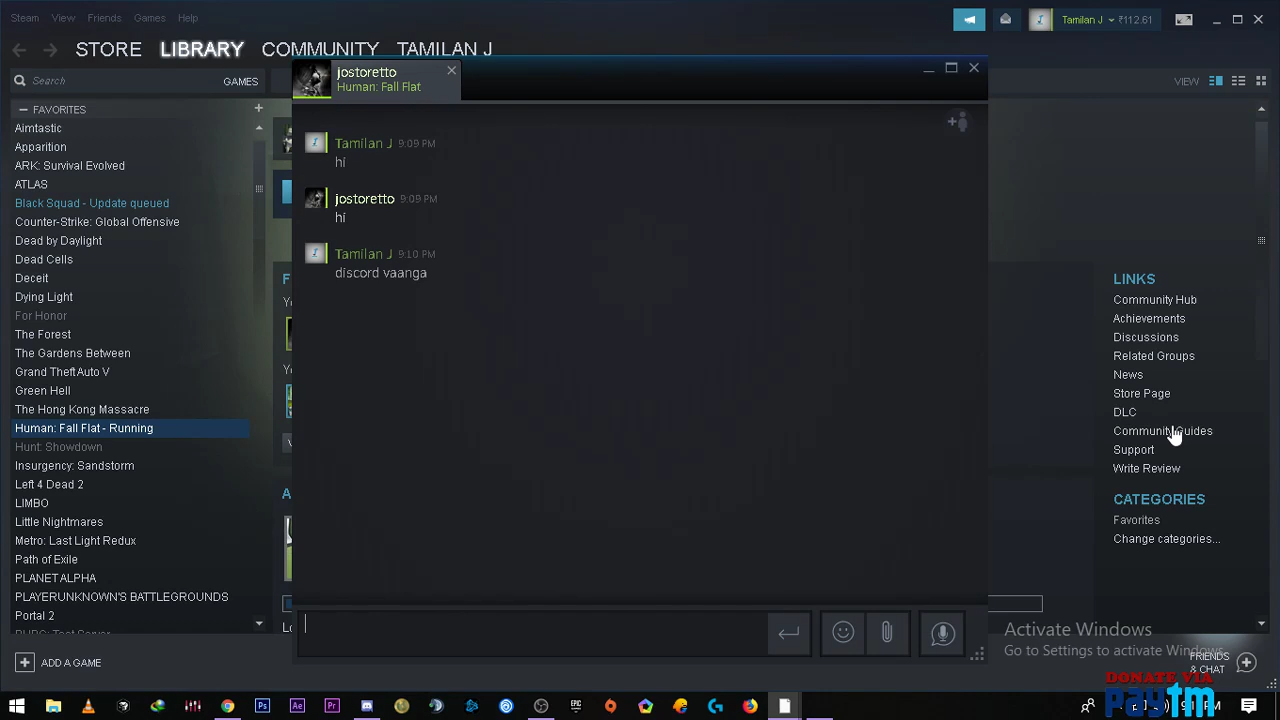 Steam View Friends Games Help
Tamilan J ₹112.61
STORE LIBRARY COMMUNITY TAMILAN J
Search GAMES
VIEW
FAVORITES
Aimtastic
Apparition
ARK: Survival Evolved
ATLAS
Black Squad - Update queued
Counter-Strike: Global Offensive
Dead by Daylight
Dead Cells
Deceit
Dying Light
For Honor
The Forest
The Gardens Between
Grand Theft Auto V
Green Hell
The Hong Kong Massacre
Human: Fall Flat - Running
Hunt: Showdown
Insurgency: Sandstorm
Left 4 Dead 2
LIMBO
Little Nightmares
Metro: Last Light Redux
Path of Exile
PLANET ALPHA
PLAYERUNKNOWN'S BATTLEGROUNDS
Portal 2
PUBG: Test Server
ADD A GAME
jostoretto
Human: Fall Flat
Tamilan J 9:09 PM
hi
jostoretto 9:09 PM
hi
Tamilan J 9:10 PM
discord vaanga
LINKS
Community Hub
Achievements
Discussions
Related Groups
News
Store Page
DLC
Community Guides
Support
Write Review
CATEGORIES
Favorites
Change categories...
Activate Windows
Go to Settings to activate Windows.
FRIENDS
& CHAT
DONATE VIA
paytm
Ps Ae Pr
EPIC